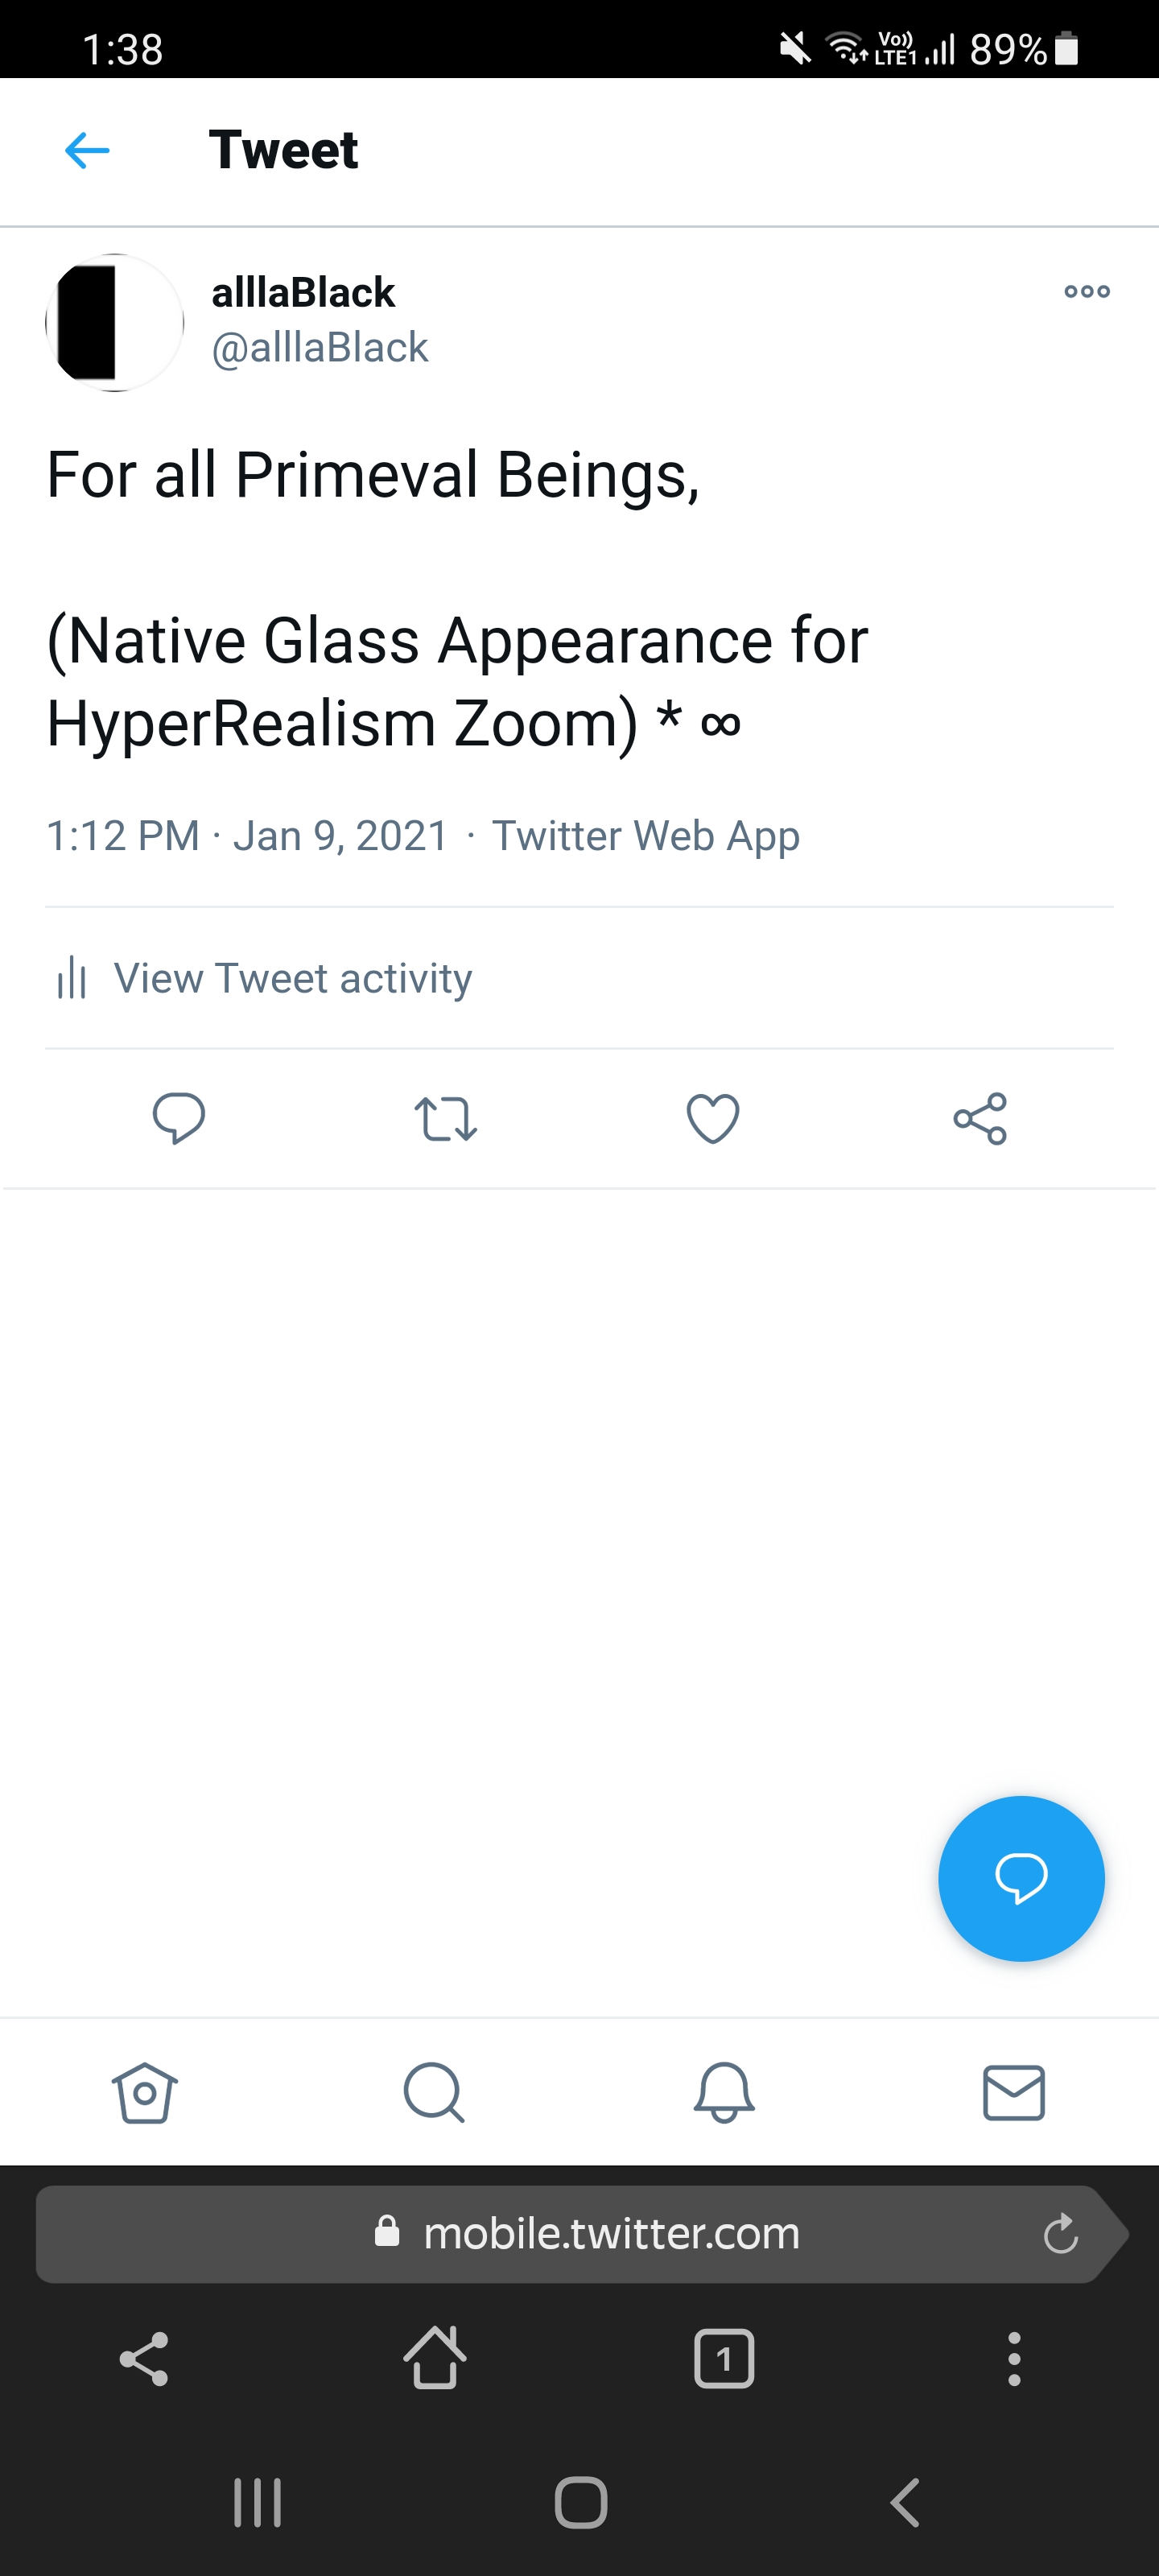 1:38
Vo)) LTE1 89%
Tweet
alllaBlack
@alllaBlack
For all Primeval Beings,
(Native Glass Appearance for
HyperRealism Zoom) * ∞
1:12 PM · Jan 9, 2021 · Twitter Web App
View Tweet activity
mobile.twitter.com
1